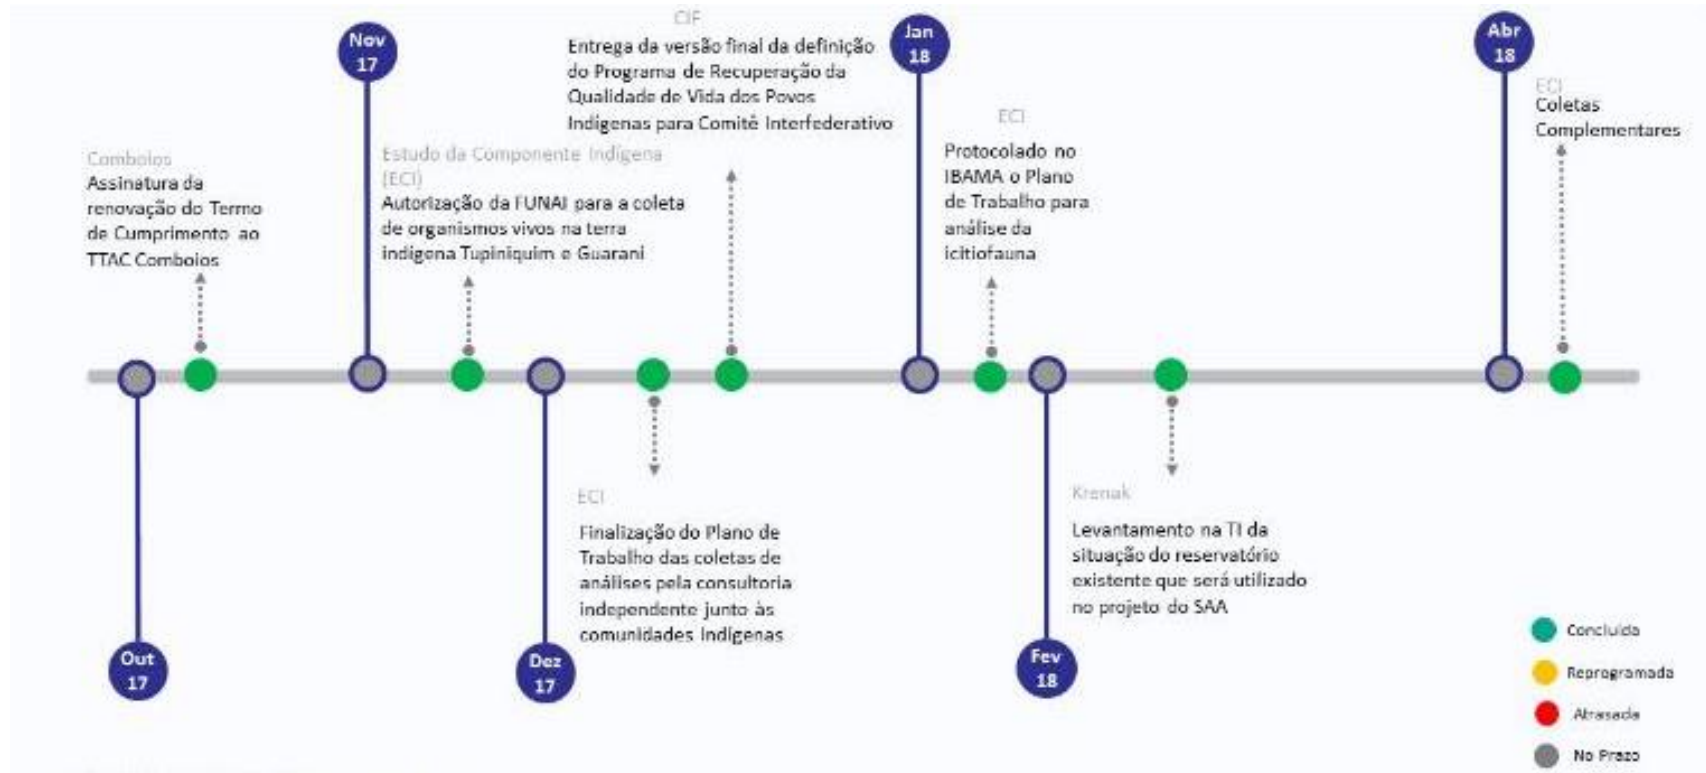 Comboios
Assinatura da
renovação do Termo
de Cumprimento ao
TTAC Comboios
Out
17
Nov
17
Estudo da Componente Indígena
(ECI)
Autorização da FUNAI para a coleta
de organismos vivos na terra
indígena Tupiniquim e Guarani
Dez
17
ECI
Finalização do Plano de
Trabalho das coletas de
análises pela consultoria
independente junto às
comunidades Indígenas
CIF
Entrega da versão final da definição
do Programa de Recuperação da
Qualidade de Vida dos Povos
Indígenas para Comitê Interfederativo
Jan
18
ECI
Protocolado no
IBAMA o Plano
de Trabalho para
análise da
icitiofauna
Fev
18
Krenak
Levantamento na TI da
situação do reservatório
existente que será utilizado
no projeto do SAA
Abr
18
ECI
Coletas
Complementares
Concluída
Reprogramada
Atrasada
No Prazo